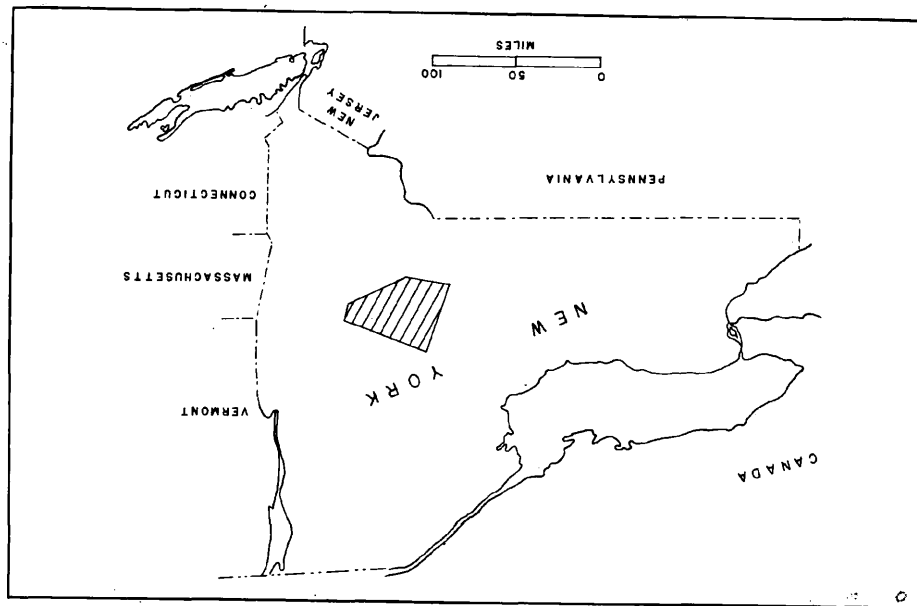 CANADA
NEW
YORK
VERMONT
MASSACHUSETTS
CONNECTICUT
PENNSYLVANIA
NEW
JERSEY
0 50 100
MILES